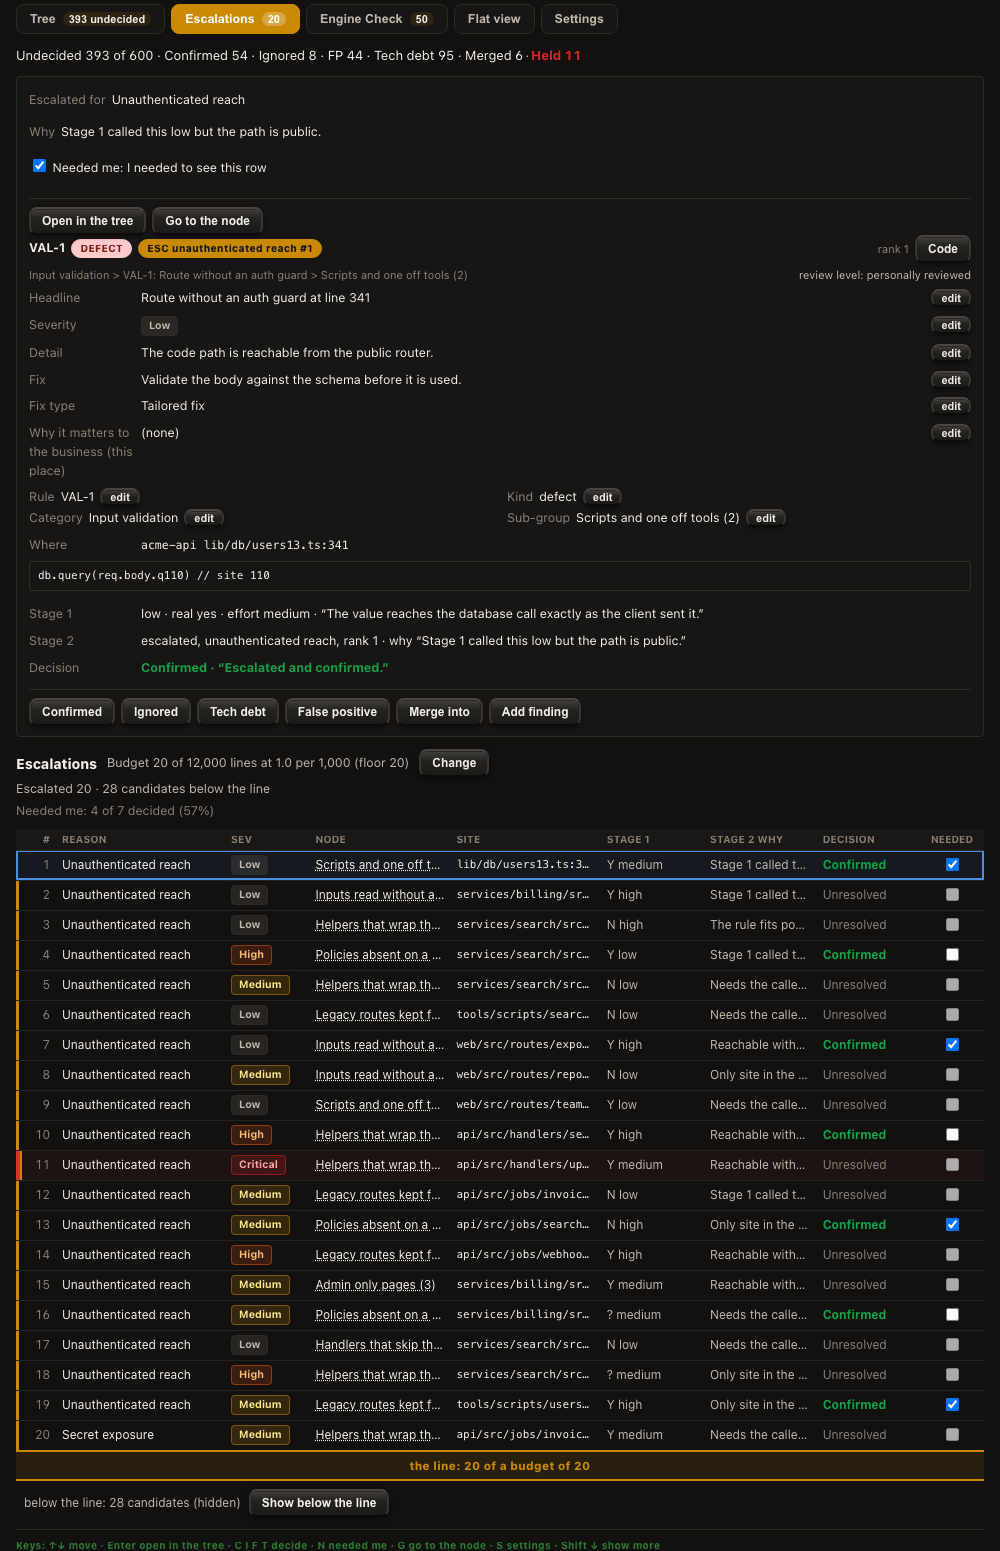 Tree 393 undecided Escalations 20 Engine Check 50 Flat view Settings
Undecided 393 of 600 · Confirmed 54 · Ignored 8 · FP 44 · Tech debt 95 · Merged 6 · Held 11
Escalated for Unauthenticated reach
Why Stage 1 called this low but the path is public.
Needed me: I needed to see this row
Open in the tree Go to the node
VAL-1 DEFECT ESC unauthenticated reach #1 rank 1 Code
Input validation > VAL-1: Route without an auth guard > Scripts and one off tools (2) review level: personally reviewed
Headline Route without an auth guard at line 341 edit
Severity Low edit
Detail The code path is reachable from the public router. edit
Fix Validate the body against the schema before it is used. edit
Fix type Tailored fix edit
Why it matters to (none) edit
the business (this
place)
Rule VAL-1 edit Kind defect edit
Category Input validation edit Sub-group Scripts and one off tools (2) edit
Where acme-api lib/db/users13.ts:341
db.query(req.body.q110) // site 110
Stage 1 low · real yes · effort medium · “The value reaches the database call exactly as the client sent it.”
Stage 2 escalated, unauthenticated reach, rank 1 · why “Stage 1 called this low but the path is public.”
Decision Confirmed · “Escalated and confirmed.”
Confirmed Ignored Tech debt False positive Merge into Add finding
Escalations Budget 20 of 12,000 lines at 1.0 per 1,000 (floor 20) Change
Escalated 20 · 28 candidates below the line
Needed me: 4 of 7 decided (57%)
# REASON SEV NODE SITE STAGE 1 STAGE 2 WHY DECISION NEEDED
1 Unauthenticated reach Low Scripts and one off t... lib/db/users13.ts:3... Y medium Stage 1 called t... Confirmed
2 Unauthenticated reach Low Inputs read without a... services/billing/sr... Y high Stage 1 called t... Unresolved
3 Unauthenticated reach Low Helpers that wrap th... services/search/src... N high The rule fits po... Unresolved
4 Unauthenticated reach High Policies absent on a ... services/search/src... Y low Stage 1 called t... Confirmed
5 Unauthenticated reach Medium Helpers that wrap th... services/search/src... N low Needs the calle... Unresolved
6 Unauthenticated reach Low Legacy routes kept f... tools/scripts/searc... N low Needs the calle... Unresolved
7 Unauthenticated reach Low Inputs read without a... web/src/routes/expo... Y high Reachable with... Confirmed
8 Unauthenticated reach Medium Inputs read without a... web/src/routes/repo... N low Only site in the ... Unresolved
9 Unauthenticated reach Low Scripts and one off t... web/src/routes/team... Y low Needs the calle... Unresolved
10 Unauthenticated reach High Helpers that wrap th... api/src/handlers/se... Y high Reachable with... Confirmed
11 Unauthenticated reach Critical Helpers that wrap th... api/src/handlers/up... Y medium Reachable with... Unresolved
12 Unauthenticated reach Medium Legacy routes kept f... api/src/jobs/invoic... N low Stage 1 called t... Unresolved
13 Unauthenticated reach Medium Policies absent on a ... api/src/jobs/search... N high Only site in the ... Confirmed
14 Unauthenticated reach High Legacy routes kept f... api/src/jobs/webhoo... Y high Reachable with... Unresolved
15 Unauthenticated reach Medium Admin only pages (3) services/billing/sr... Y medium Reachable with... Unresolved
16 Unauthenticated reach Medium Policies absent on a ... services/billing/sr... ? medium Needs the calle... Confirmed
17 Unauthenticated reach Low Handlers that skip th... services/search/src... N low Needs the calle... Unresolved
18 Unauthenticated reach High Helpers that wrap th... services/search/src... ? medium Only site in the ... Unresolved
19 Unauthenticated reach Medium Legacy routes kept f... tools/scripts/users... Y high Only site in the ... Confirmed
20 Secret exposure Medium Helpers that wrap th... api/src/jobs/invoic... Y medium Needs the calle... Unresolved
the line: 20 of a budget of 20
below the line: 28 candidates (hidden) Show below the line
Keys: ↑↓ move · Enter open in the tree · C I F T decide · N needed me · G go to the node · S settings · Shift ↓ show more